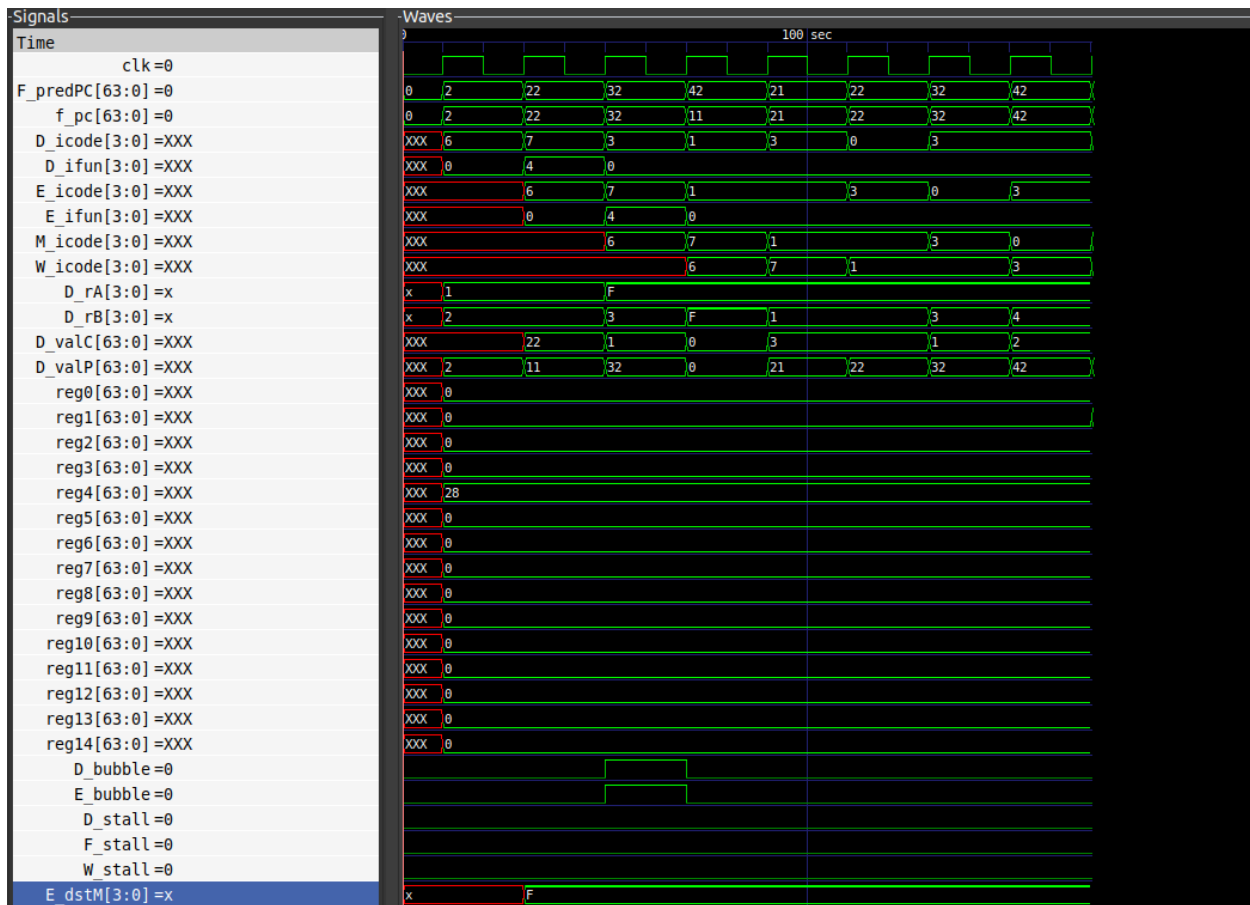 Signals Waves
Time 0 100 sec
clk=0
F_predPC[63:0]=0 0 2 22 32 42 21 22 32 42
f_pc[63:0]=0 0 2 22 32 11 21 22 32 42
D_icode[3:0]=XXX XXX 6 7 3 1 3 0 3
D_ifun[3:0]=XXX XXX 0 4 0
E_icode[3:0]=XXX XXX 6 7 1 3 0 3
E_ifun[3:0]=XXX XXX 0 4 0
M_icode[3:0]=XXX XXX 6 7 1 3 0
W_icode[3:0]=XXX XXX 6 7 1 3
D_rA[3:0]=x x 1 F
D_rB[3:0]=x x 2 3 F 1 3 4
D_valC[63:0]=XXX XXX 22 1 0 3 1 2
D_valP[63:0]=XXX XXX 2 11 32 0 21 22 32 42
reg0[63:0]=XXX XXX 0
reg1[63:0]=XXX XXX 0
reg2[63:0]=XXX XXX 0
reg3[63:0]=XXX XXX 0
reg4[63:0]=XXX XXX 28
reg5[63:0]=XXX XXX 0
reg6[63:0]=XXX XXX 0
reg7[63:0]=XXX XXX 0
reg8[63:0]=XXX XXX 0
reg9[63:0]=XXX XXX 0
reg10[63:0]=XXX XXX 0
reg11[63:0]=XXX XXX 0
reg12[63:0]=XXX XXX 0
reg13[63:0]=XXX XXX 0
reg14[63:0]=XXX XXX 0
D_bubble=0
E_bubble=0
D_stall=0
F_stall=0
W_stall=0
E_dstM[3:0]=x x F